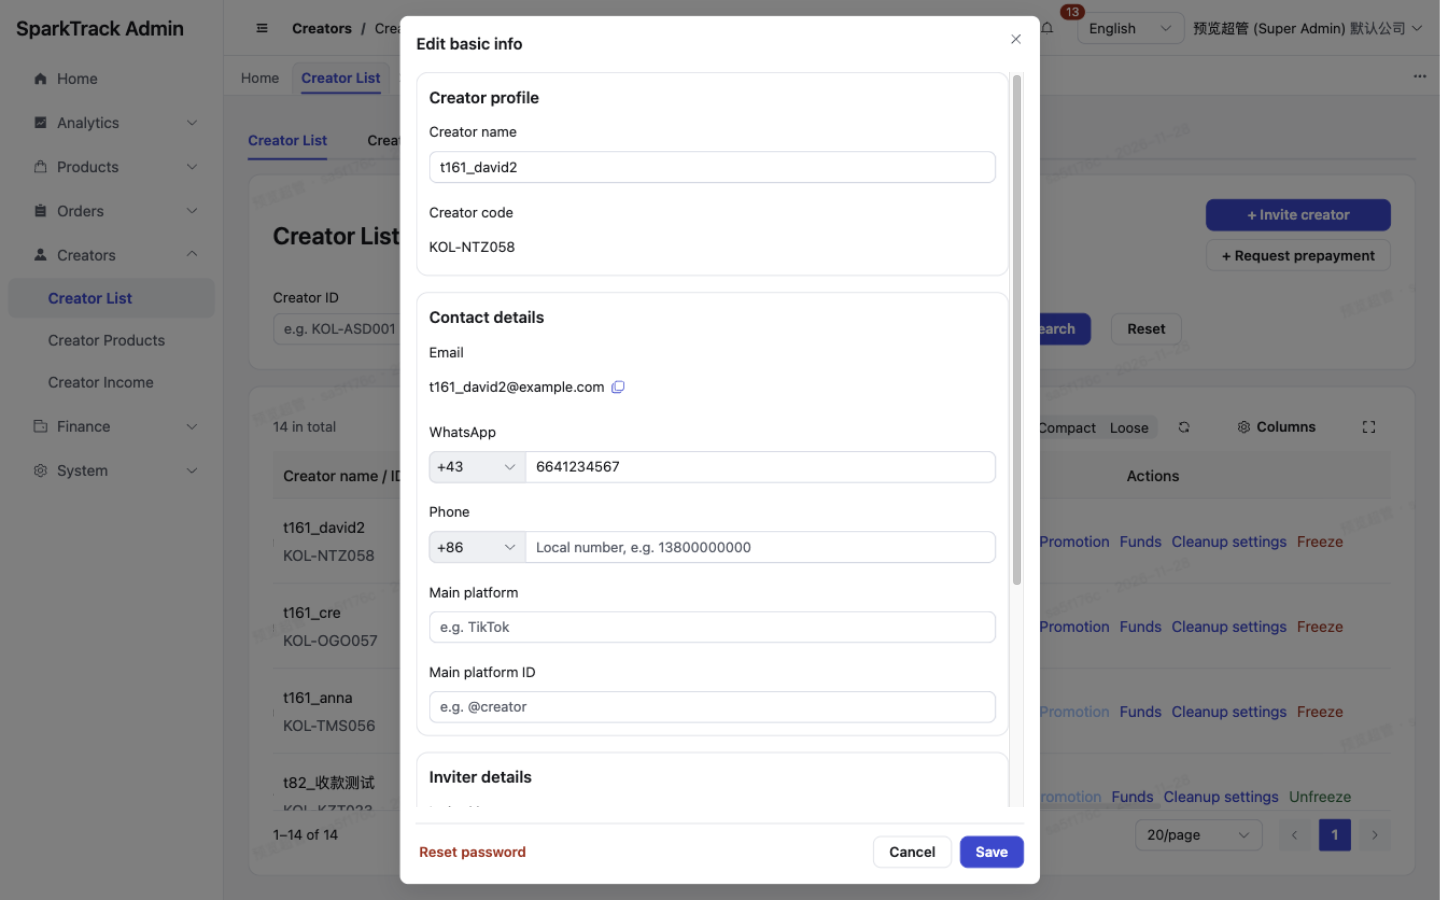 SparkTrack Admin
Home
Analytics
Products
Orders
Creators
Creator List
Creator Products
Creator Income
Finance
System
Creators /
13
English
预览超管 (Super Admin) 默认公司
Home
Creator List
Creator List
Creator List
+ Invite creator
+ Request prepayment
Creator ID
e.g. KOL-ASD001
Reset
14 in total
Compact
Loose
Columns
Creator name / ID
Actions
t161_david2
KOL-NTZ058
Promotion Funds Cleanup settings Freeze
t161_cre
KOL-OGO057
Promotion Funds Cleanup settings Freeze
t161_anna
KOL-TMS056
Promotion Funds Cleanup settings Freeze
t82_收款测试
Funds Cleanup settings Unfreeze
1–14 of 14
20/page
1
Edit basic info
Creator profile
Creator name
t161_david2
Creator code
KOL-NTZ058
Contact details
Email
t161_david2@example.com
WhatsApp
+43
6641234567
Phone
+86
Local number, e.g. 13800000000
Main platform
e.g. TikTok
Main platform ID
e.g. @creator
Inviter details
Reset password
Cancel
Save